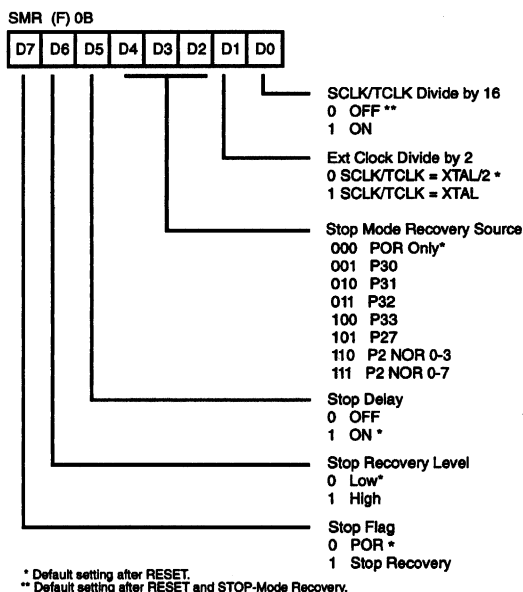 SMR (F) 0B
D7 D6 D5 D4 D3 D2 D1 D0
SCLK/TCLK Divide by 16
0 OFF **
1 ON
Ext Clock Divide by 2
0 SCLK/TCLK = XTAL/2 *
1 SCLK/TCLK = XTAL
Stop Mode Recovery Source
000 POR Only*
001 P30
010 P31
011 P32
100 P33
101 P27
110 P2 NOR 0-3
111 P2 NOR 0-7
Stop Delay
0 OFF
1 ON *
Stop Recovery Level
0 Low*
1 High
Stop Flag
0 POR *
1 Stop Recovery
* Default setting after RESET.
** Default setting after RESET and STOP-Mode Recovery.